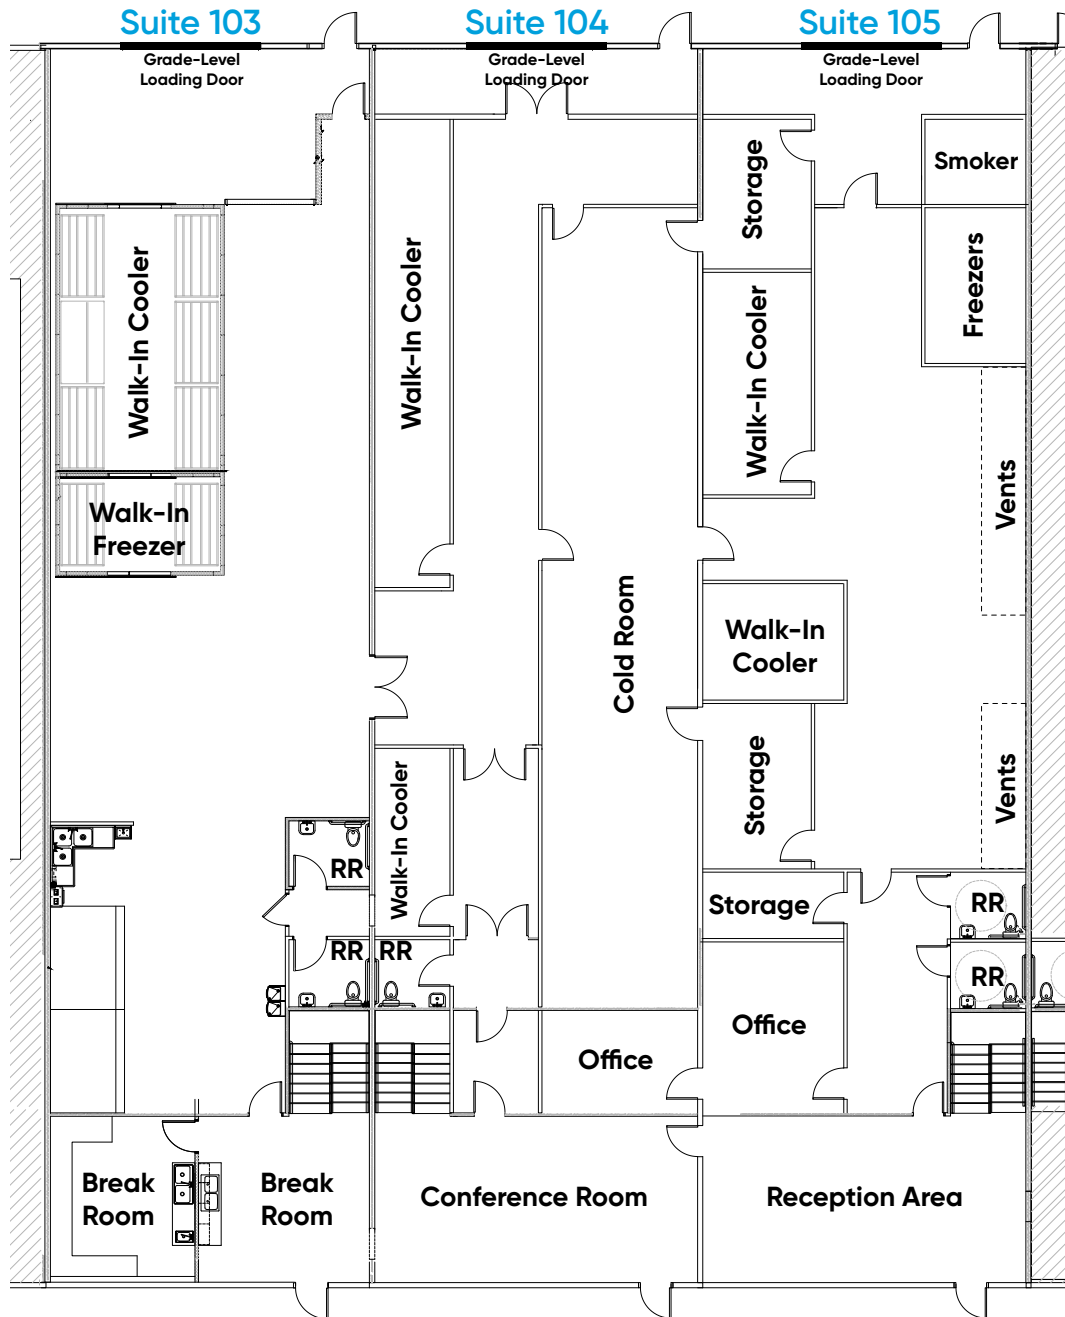 Suite 103
Suite 104
Suite 105
Grade-Level
Loading Door
Grade-Level
Loading Door
Grade-Level
Loading Door
Storage
Smoker
Walk-In Cooler
Walk-In Cooler
Walk-In Cooler
Freezers
Walk-In
Freezer
Vents
Cold Room
Walk-In
Cooler
Walk-In Cooler
Storage
Vents
RR
Storage
RR
RR
RR
RR
Office
Office
Break
Room
Break
Room
Conference Room
Reception Area